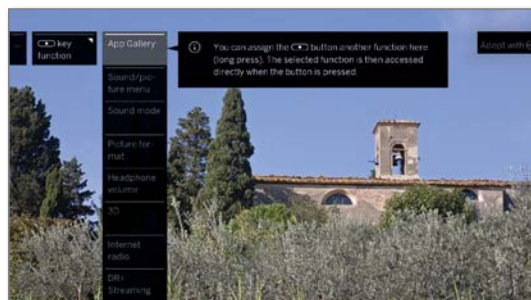 key
function
App Gallery
You can assign the button another function here
(long press). The selected function is then accessed
directly when the button is pressed.
Adapt with
Sound/pic-
ture menu
Sound mode
Picture for-
mat
Headphone
volume
3D
Internet
radio
DR+
Streaming